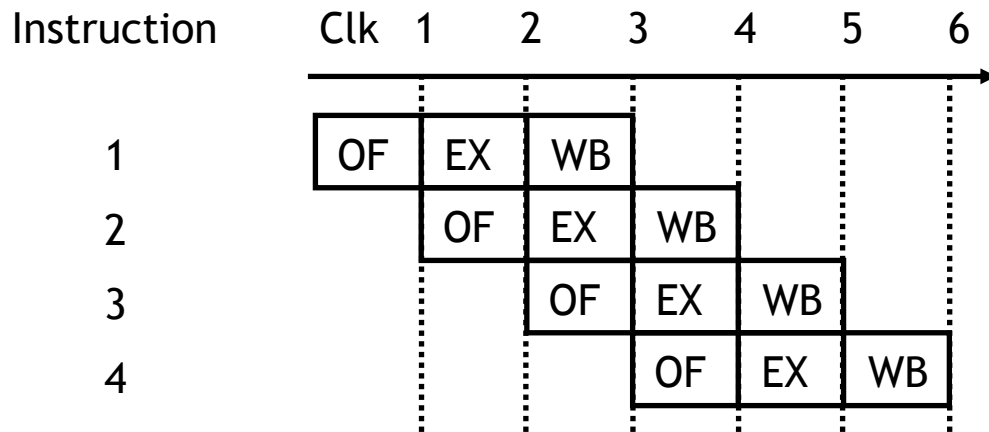 Instruction Clk 1 2 3 4 5 6
1 OF EX WB
2 OF EX WB
3 OF EX WB
4 OF EX WB